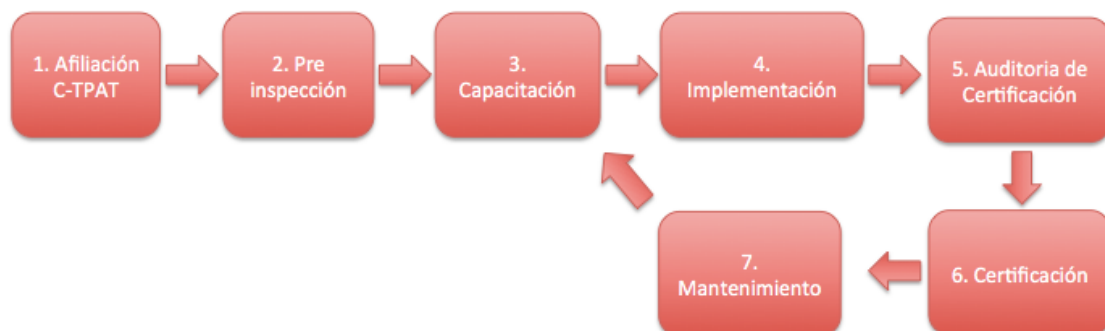 1. Afiliación
C-TPAT
2. Pre
inspección
3.
Capacitación
4.
Implementación
5. Auditoria de
Certificación
6. Certificación
7.
Mantenimiento